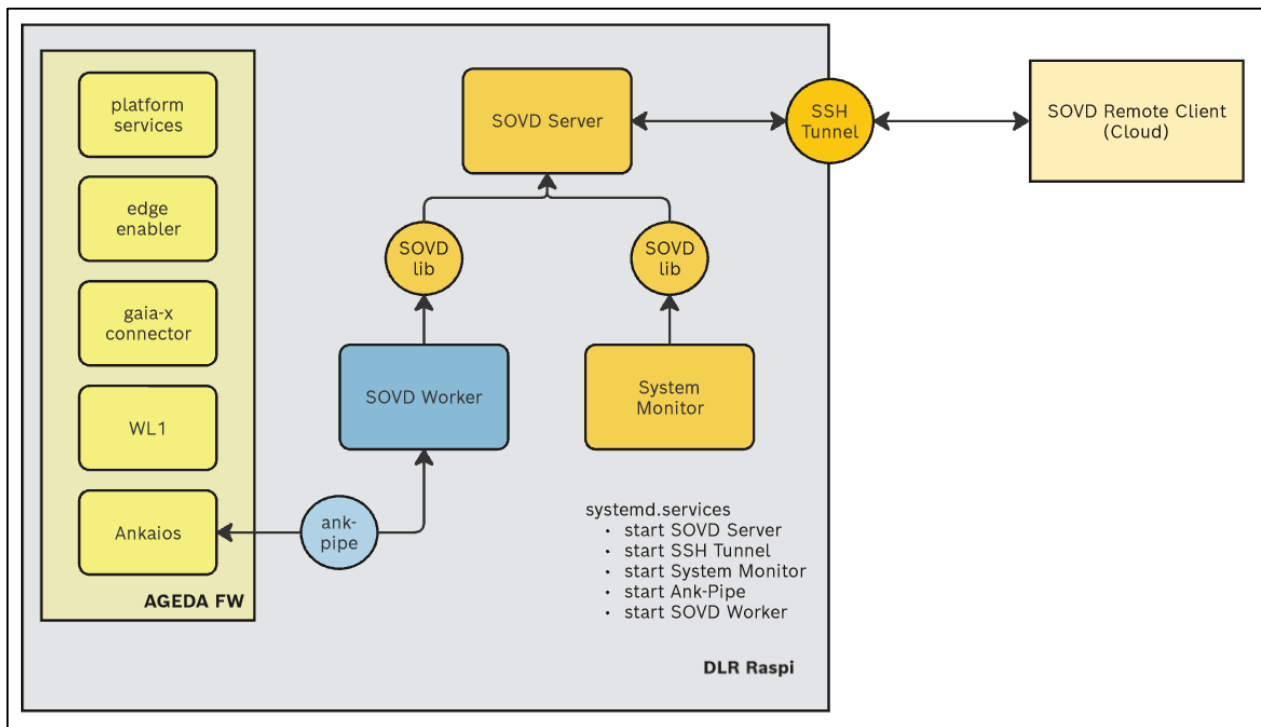 platform
services
edge
enabler
gaia-x
connector
WL1
Ankaios
AGEDA FW
ank-
pipe
SOVD Server
SOVD
lib
SOVD
lib
SOVD Worker
System
Monitor
SSH
Tunnel
SOVD Remote Client
(Cloud)
systemd.services
• start SOVD Server
• start SSH Tunnel
• start System Monitor
• start Ank-Pipe
• start SOVD Worker
DLR Raspi